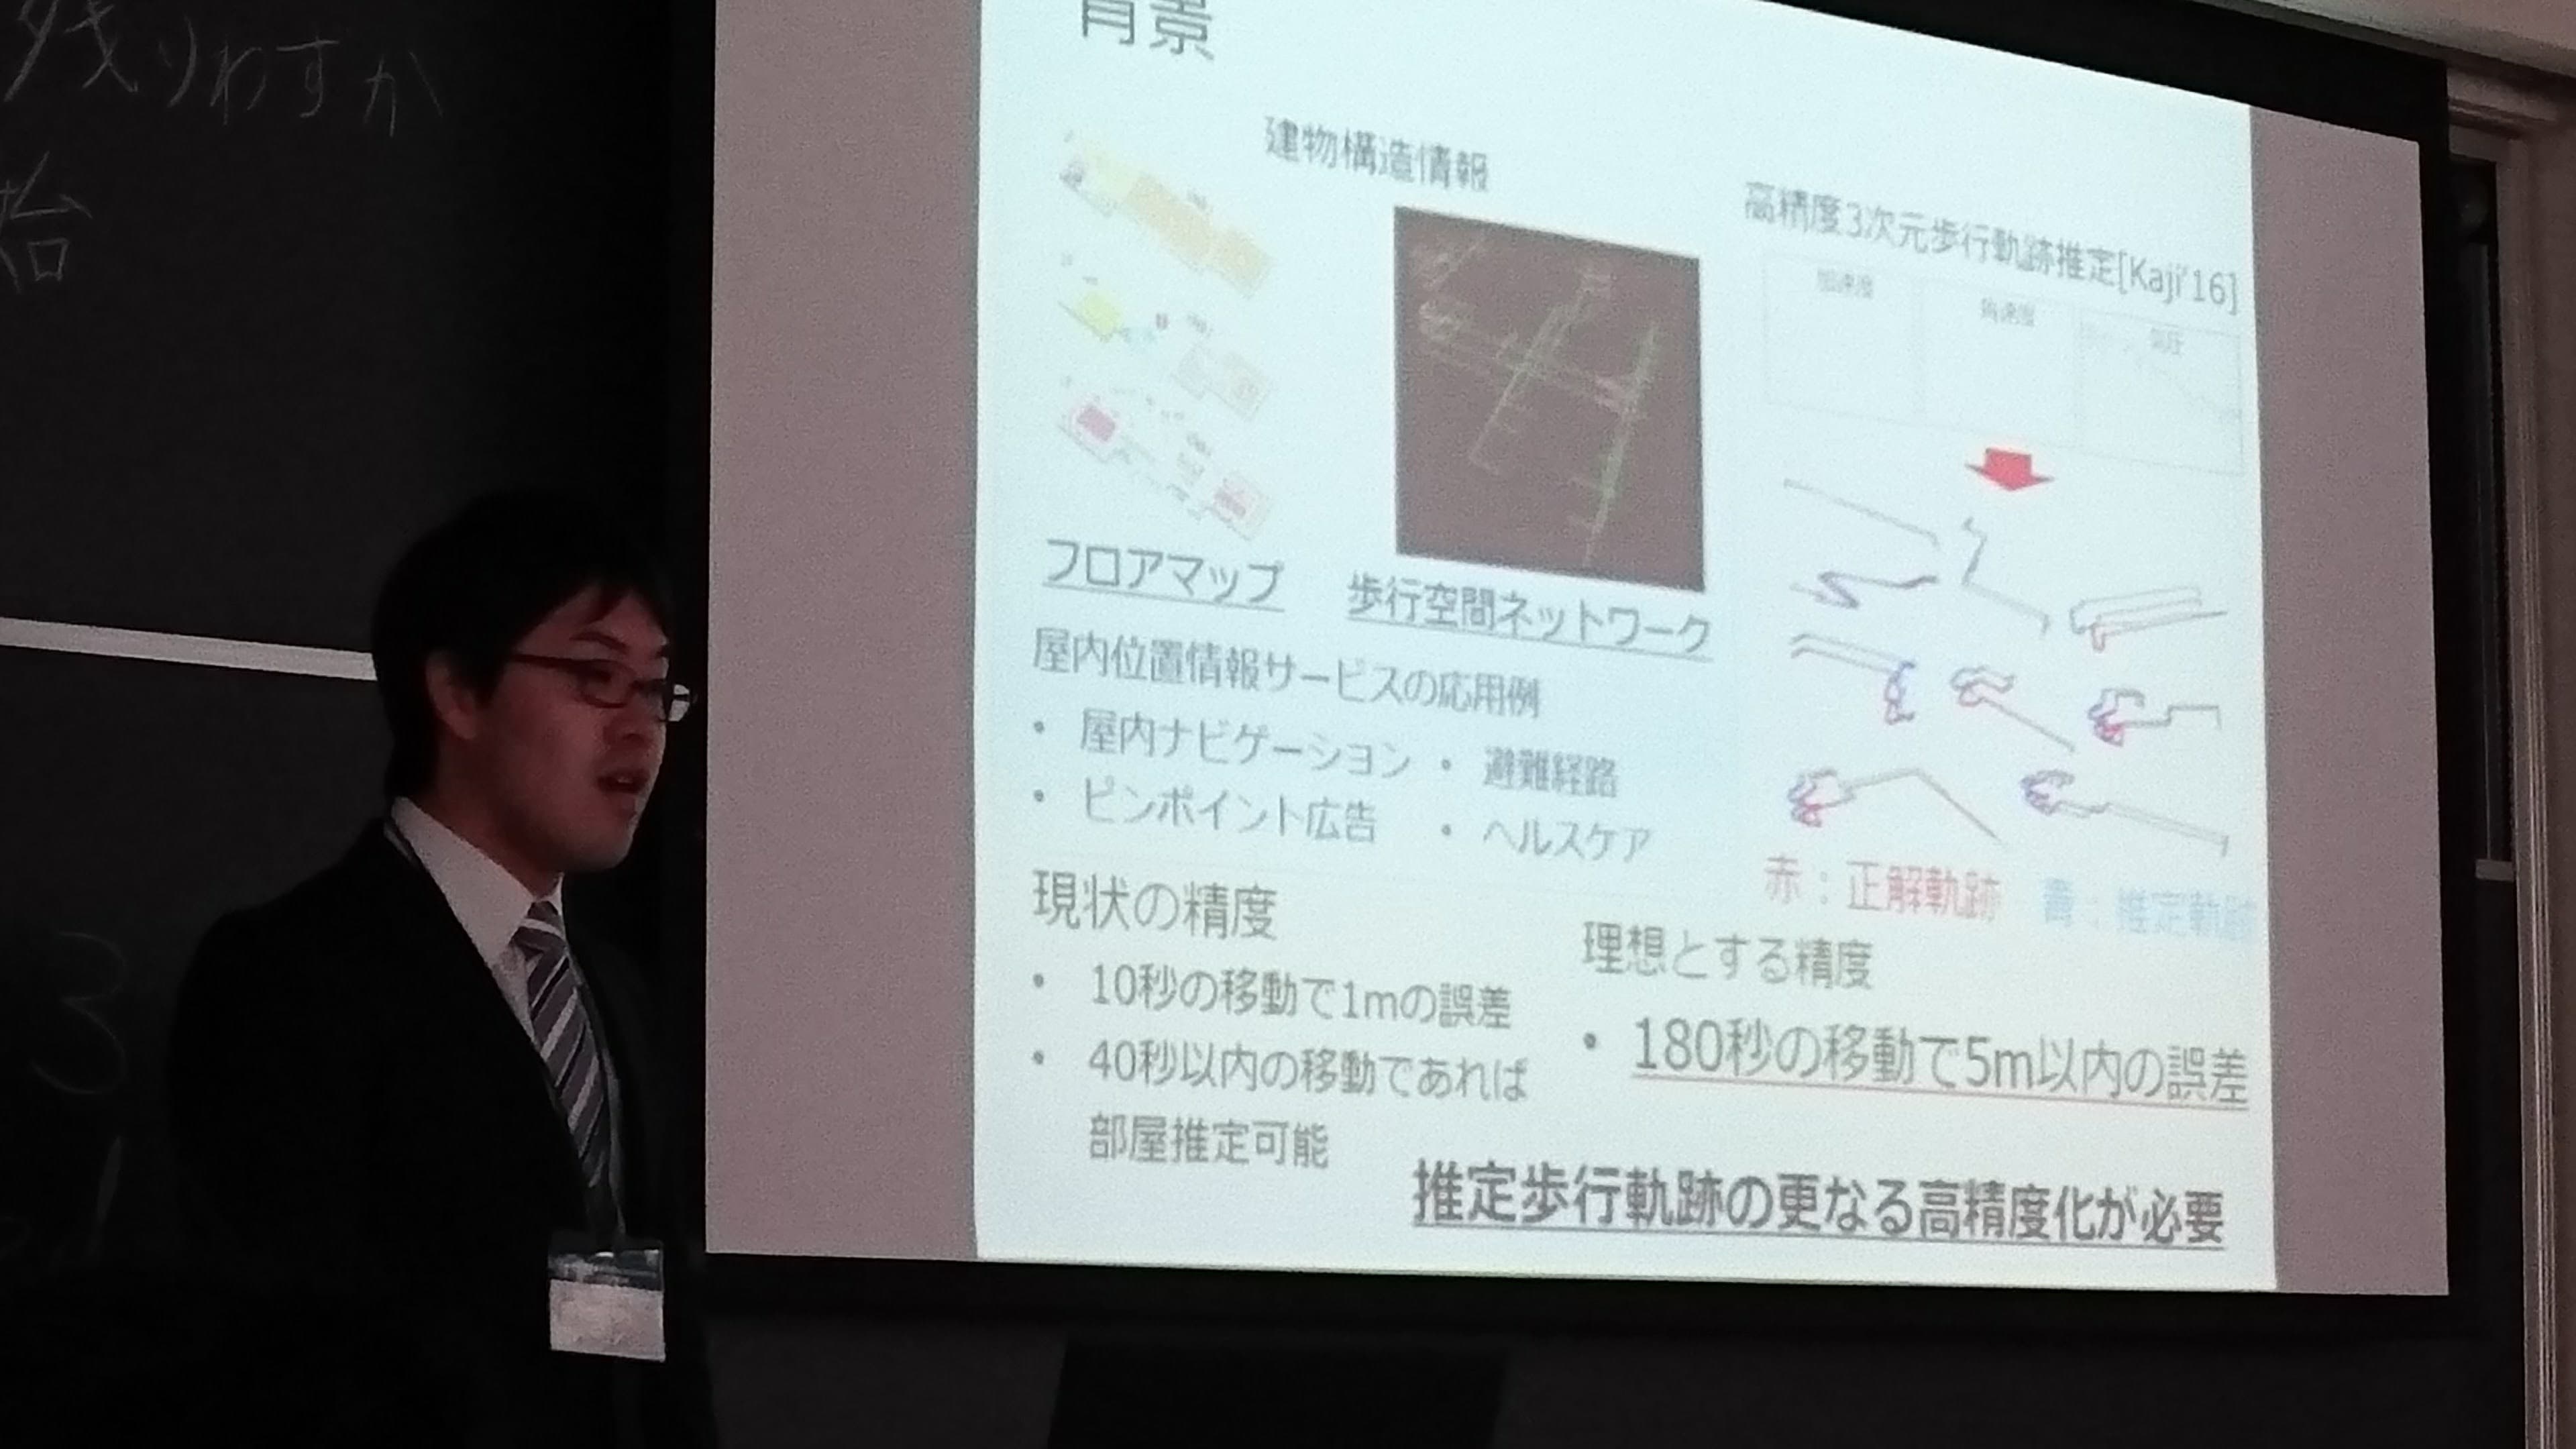 残りわずか
背景
建物構造情報
高精度3次元歩行軌跡推定[Kaji'16]
加速度
角速度
気圧
フロアマップ
歩行空間ネットワーク
屋内位置情報サービスの応用例
• 屋内ナビゲーション • 避難経路
• ピンポイント広告 • ヘルスケア
赤：正解軌跡 青：推定軌跡
現状の精度
• 10秒の移動で1mの誤差
• 40秒以内の移動であれば
部屋推定可能
理想とする精度
• 180秒の移動で5m以内の誤差
推定歩行軌跡の更なる高精度化が必要